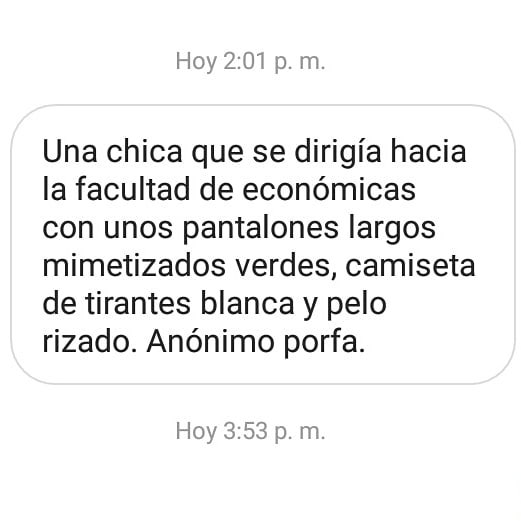 Hoy 2:01 p. m.
Una chica que se dirigía hacia
la facultad de económicas
con unos pantalones largos
mimetizados verdes, camiseta
de tirantes blanca y pelo
rizado. Anónimo porfa.
Hoy 3:53 p. m.